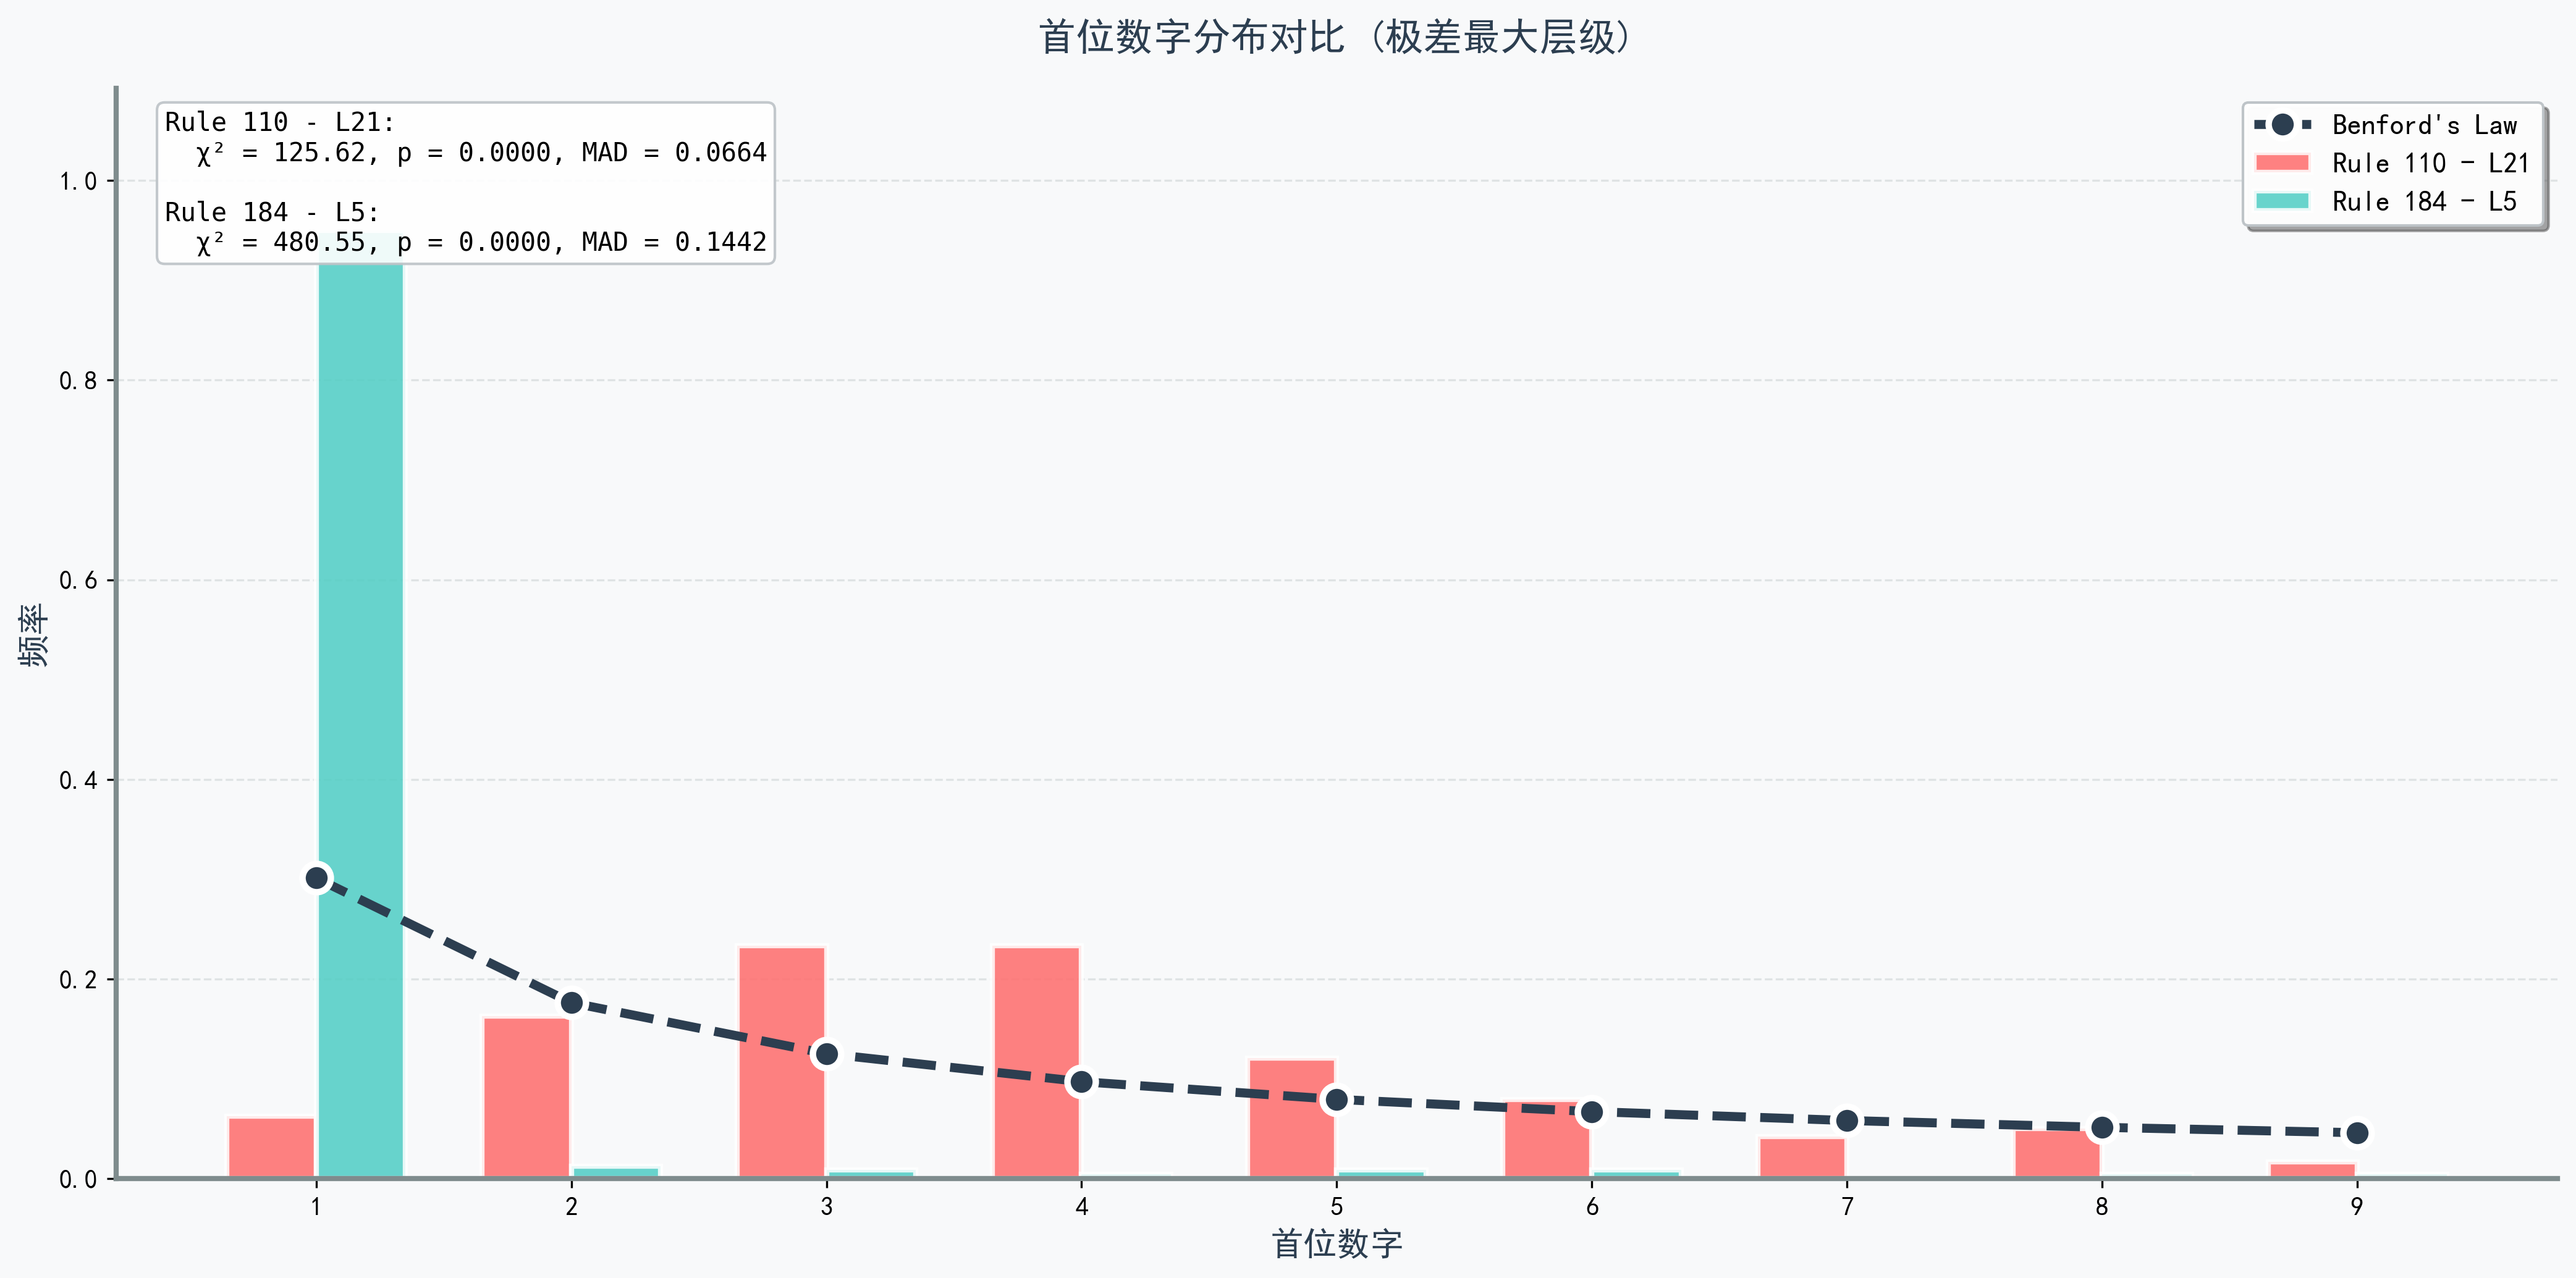 首位数字分布对比 (极差最大层级)
Rule 110 - L21:
χ² = 125.62, p = 0.0000, MAD = 0.0664
Rule 184 - L5:
χ² = 480.55, p = 0.0000, MAD = 0.1442
Benford's Law
Rule 110 - L21
Rule 184 - L5
频率
1.0
0.8
0.6
0.4
0.2
0.0
1 2 3 4 5 6 7 8 9
首位数字